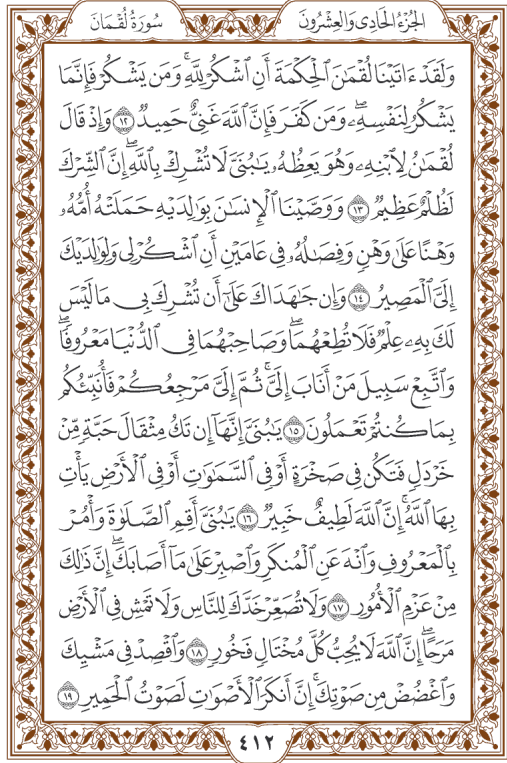 الجُزْءُ الحَادِى وَالعِشْرُونَ
سُورَةُ لُقْمَانَ
وَلَقَدْ ءَاتَيْنَا لُقْمَٰنَ ٱلْحِكْمَةَ أَنِ ٱشْكُرْ لِلَّهِۚ وَمَن يَشْكُرْ فَإِنَّمَا
يَشْكُرُ لِنَفْسِهِۦۖ وَمَن كَفَرَ فَإِنَّ ٱللَّهَ غَنِىٌّ حَمِيدٌ ١٢ وَإِذْ قَالَ
لُقْمَٰنُ لِٱبْنِهِۦ وَهُوَ يَعِظُهُۥ يَٰبُنَىَّ لَا تُشْرِكْ بِٱللَّهِۖ إِنَّ ٱلشِّرْكَ
لَظُلْمٌ عَظِيمٌ ١٣ وَوَصَّيْنَا ٱلْإِنسَٰنَ بِوَٰلِدَيْهِ حَمَلَتْهُ أُمُّهُۥ
وَهْنًا عَلَىٰ وَهْنٍ وَفِصَٰلُهُۥ فِى عَامَيْنِ أَنِ ٱشْكُرْ لِى وَلِوَٰلِدَيْكَ
إِلَىَّ ٱلْمَصِيرُ ١٤ وَإِن جَٰهَدَاكَ عَلَىٰٓ أَن تُشْرِكَ بِى مَا لَيْسَ
لَكَ بِهِۦ عِلْمٌ فَلَا تُطِعْهُمَاۖ وَصَاحِبْهُمَا فِى ٱلدُّنْيَا مَعْرُوفًاۖ
وَٱتَّبِعْ سَبِيلَ مَنْ أَنَابَ إِلَىَّۚ ثُمَّ إِلَىَّ مَرْجِعُكُمْ فَأُنَبِّئُكُم
بِمَا كُنتُمْ تَعْمَلُونَ ١٥ يَٰبُنَىَّ إِنَّهَآ إِن تَكُ مِثْقَالَ حَبَّةٍ مِّنْ
خَرْدَلٍ فَتَكُن فِى صَخْرَةٍ أَوْ فِى ٱلسَّمَٰوَٰتِ أَوْ فِى ٱلْأَرْضِ يَأْتِ
بِهَا ٱللَّهُۚ إِنَّ ٱللَّهَ لَطِيفٌ خَبِيرٌ ١٦ يَٰبُنَىَّ أَقِمِ ٱلصَّلَوٰةَ وَأْمُرْ
بِٱلْمَعْرُوفِ وَٱنْهَ عَنِ ٱلْمُنكَرِ وَٱصْبِرْ عَلَىٰ مَآ أَصَابَكَۖ إِنَّ ذَٰلِكَ
مِنْ عَزْمِ ٱلْأُمُورِ ١٧ وَلَا تُصَعِّرْ خَدَّكَ لِلنَّاسِ وَلَا تَمْشِ فِى ٱلْأَرْضِ
مَرَحًاۖ إِنَّ ٱللَّهَ لَا يُحِبُّ كُلَّ مُخْتَالٍ فَخُورٍ ١٨ وَٱقْصِدْ فِى مَشْيِكَ
وَٱغْضُضْ مِن صَوْتِكَۚ إِنَّ أَنكَرَ ٱلْأَصْوَٰتِ لَصَوْتُ ٱلْحَمِيرِ ١٩
٤١٢